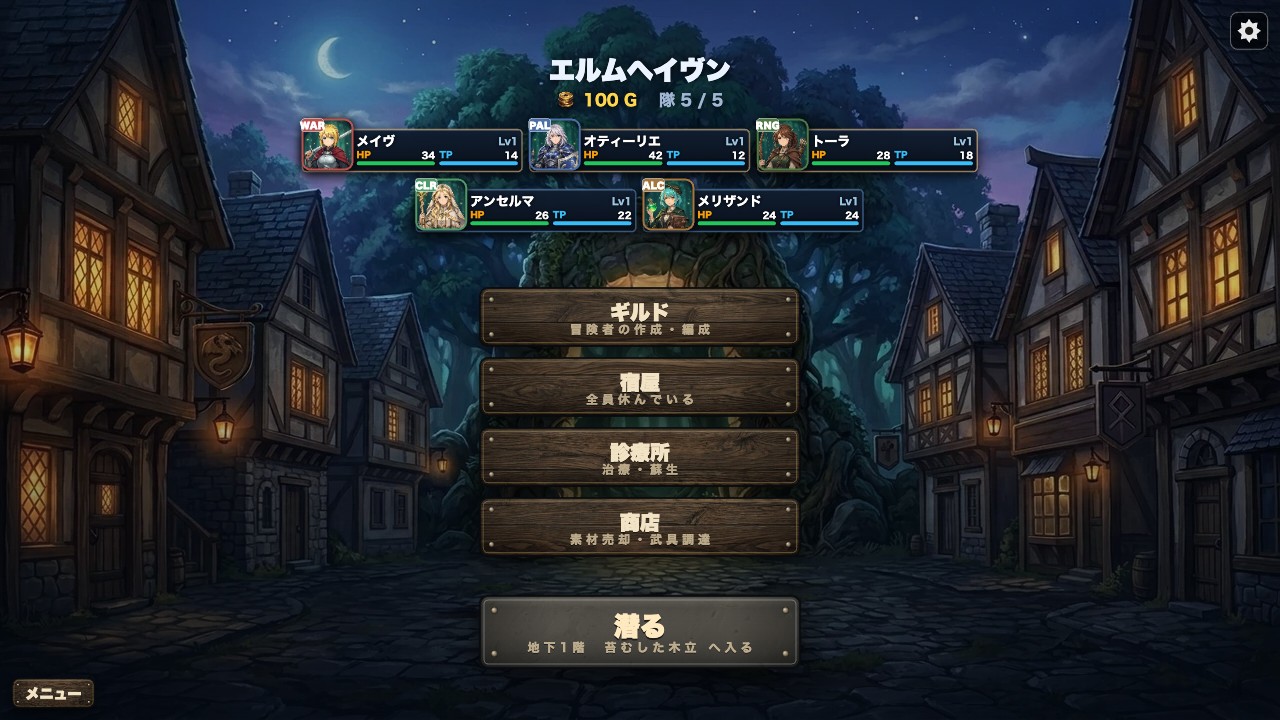 エルムヘイヴン
100 G 隊 5 / 5
WAR メイヴ Lv1
HP 34 TP 14
PAL オティーリエ Lv1
HP 42 TP 12
RNG トーラ Lv1
HP 28 TP 18
CLR アンセルマ Lv1
HP 26 TP 22
ALC メリザンド Lv1
HP 24 TP 24
ギルド
冒険者の作成・編成
宿屋
全員休んでいる
診療所
治療・蘇生
商店
素材売却・武具調達
潜る
地下1階 苔むした木立 へ入る
メニュー